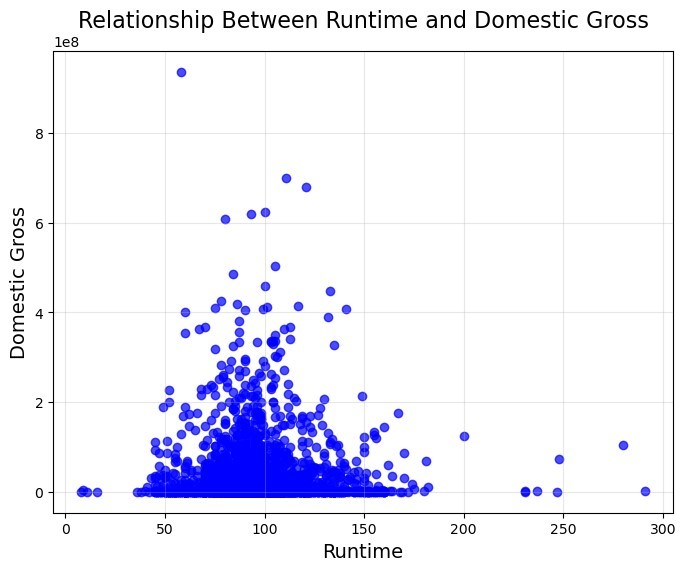 Relationship Between Runtime and Domestic Gross
1e8
8
6
4
2
0
Domestic Gross
0 50 100 150 200 250 300
Runtime